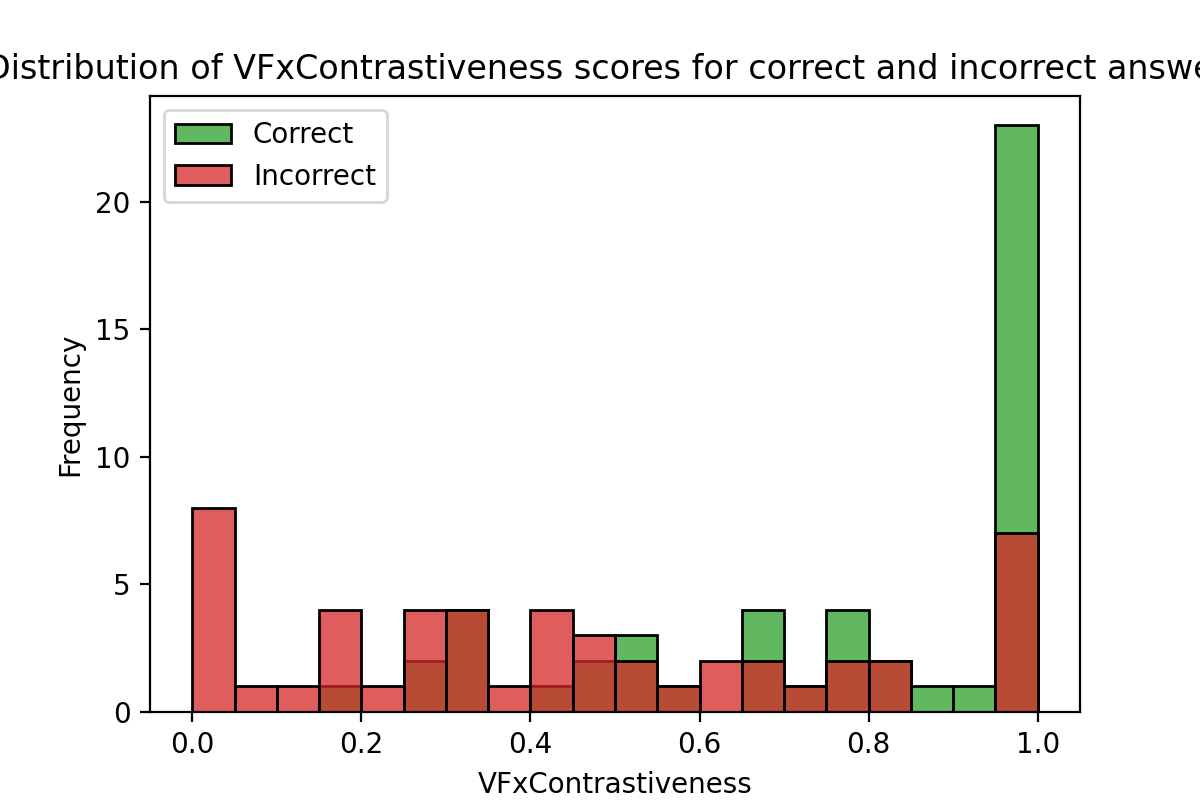 Distribution of VFxContrastiveness scores for correct and incorrect answe
Correct
Incorrect
20
15
10
5
0
Frequency
0.0 0.2 0.4 0.6 0.8 1.0
VFxContrastiveness